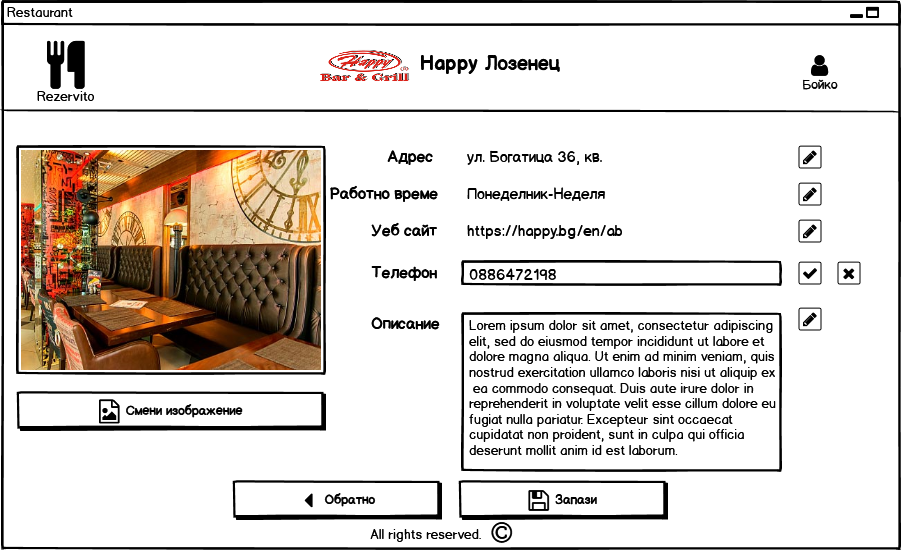 Restaurant
Rezervito
Happy
Bar & Grill
Happy Лозенец
Бойко
Адрес ул. Богатица 36, кв.
Работно време Понеделник-Неделя
Уеб сайт https://happy.bg/en/ab
Телефон 0886472198
Описание
Lorem ipsum dolor sit amet, consectetur adipiscing
elit, sed do eiusmod tempor incididunt ut labore et
dolore magna aliqua. Ut enim ad minim veniam, quis
nostrud exercitation ullamco laboris nisi ut aliquip ex
ea commodo consequat. Duis aute irure dolor in
reprehenderit in voluptate velit esse cillum dolore eu
fugiat nulla pariatur. Excepteur sint occaecat
cupidatat non proident, sunt in culpa qui officia
deserunt mollit anim id est laborum.
Смени изображение
Обратно Запази
All rights reserved. ©